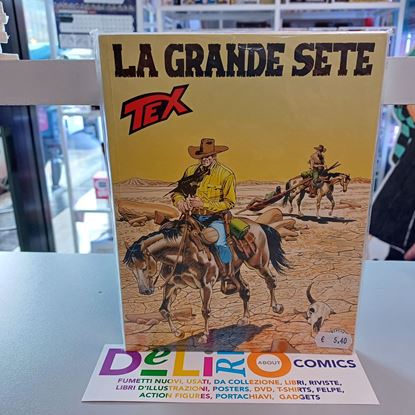 LA GRANDE SETE
TEX
€ 5,40
DeLiRiO ABOUT COMICS
FUMETTI NUOVI, USATI, DA COLLEZIONE, LIBRI, RIVISTE,
LIBRI D'ILLUSTRAZIONI, POSTERS, DVD, T-SHIRTS, FELPE,
ACTION FIGURES, PORTACHIAVI, GADGETS